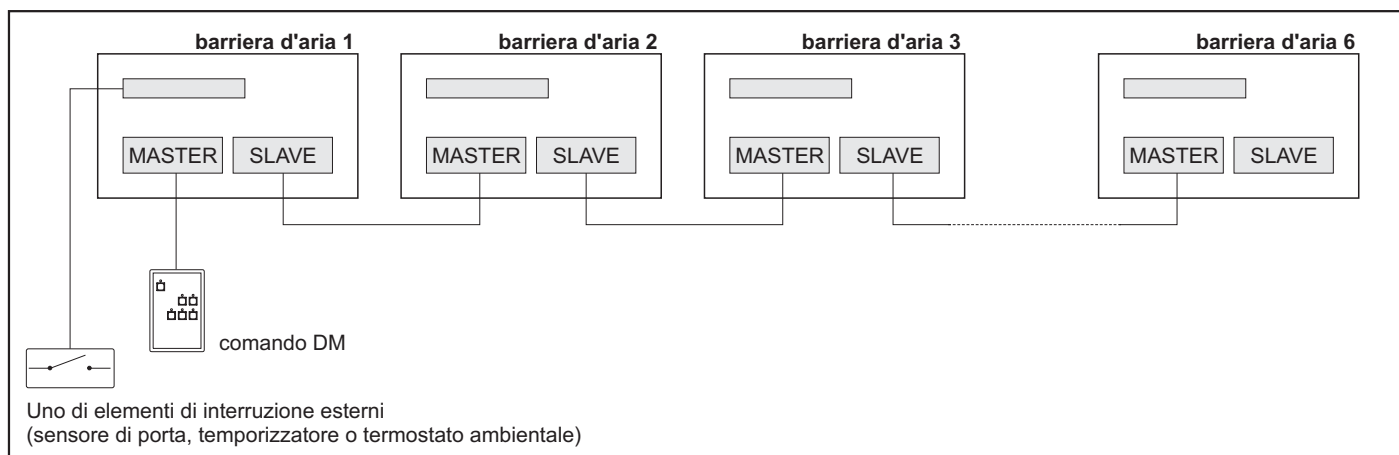 barriera d'aria 1
barriera d'aria 2
barriera d'aria 3
barriera d'aria 6
MASTER
SLAVE
MASTER
SLAVE
MASTER
SLAVE
MASTER
SLAVE
comando DM
Uno di elementi di interruzione esterni
(sensore di porta, temporizzatore o termostato ambientale)